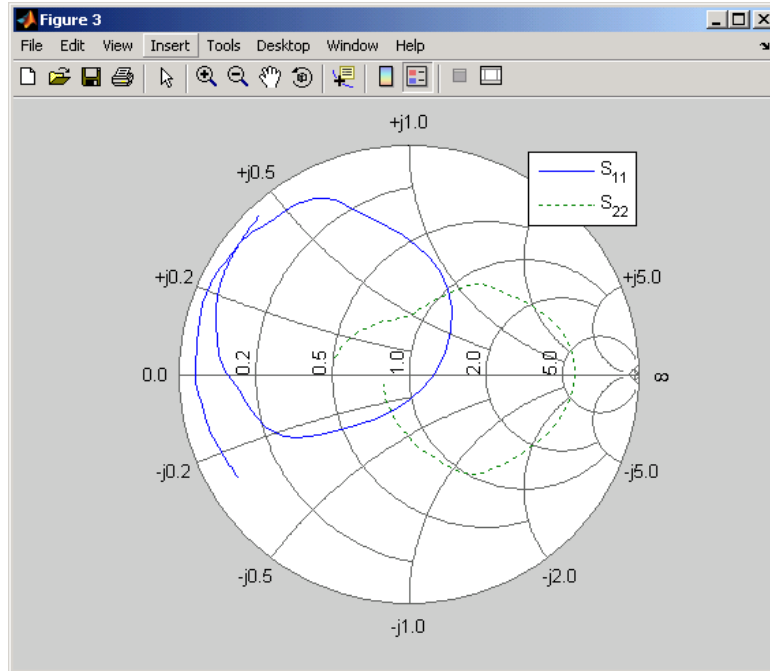 Figure 3
File Edit View Insert Tools Desktop Window Help
+j1.0
+j0.5
S11
S22
+j0.2
+j5.0
0.0
0.2
0.5
1.0
2.0
5.0
∞
-j0.2
-j5.0
-j0.5
-j2.0
-j1.0